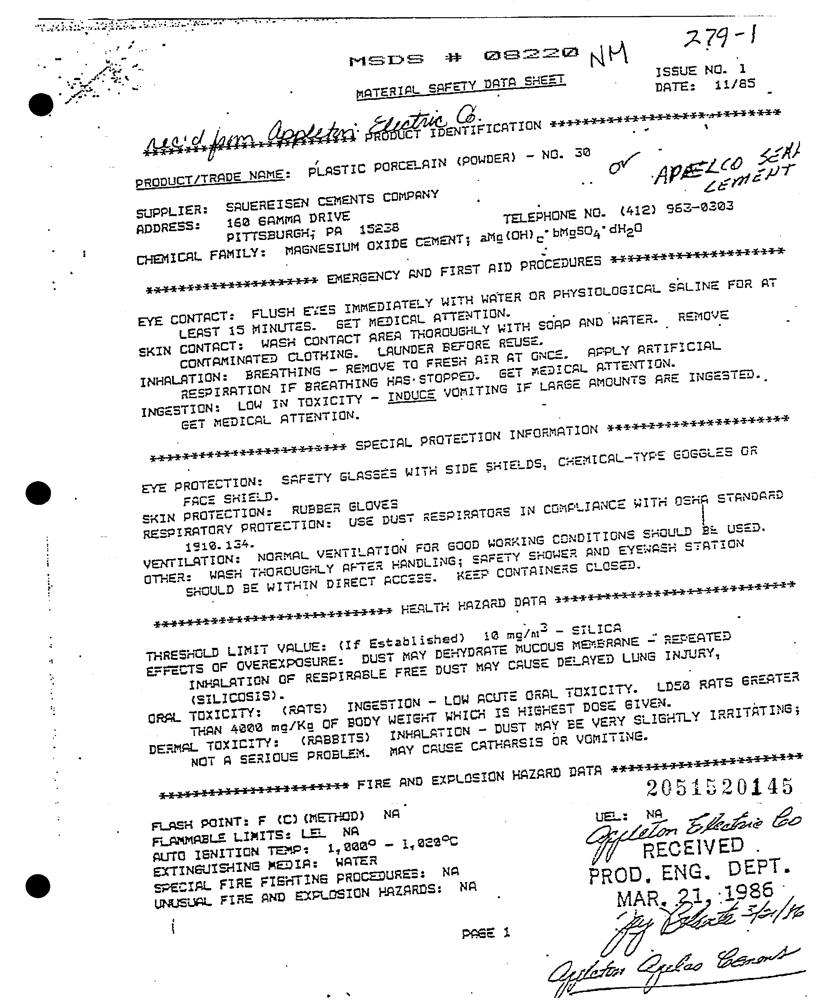 279-1
MSDS # 08220 NM
ISSUE NO. 1
MATERIAL SAFETY DATA SHEET
DATE: 11/85
rec'd from Appleton Electric Co.
******************** PRODUCT IDENTIFICATION ****************************
PRODUCT/TRADE NAME: PLASTIC PORCELAIN (POWDER) - NO. 30 or APELCO SEAL CEMENT
SUPPLIER: SAUEREISEN CEMENTS COMPANY
ADDRESS: 160 GAMMA DRIVE TELEPHONE NO. (412) 963-0303
PITTSBURGH, PA 15238
CHEMICAL FAMILY: MAGNESIUM OXIDE CEMENT; aMg(OH)c·bMgSO4·dH2O
********************* EMERGENCY AND FIRST AID PROCEDURES *********************
EYE CONTACT: FLUSH EYES IMMEDIATELY WITH WATER OR PHYSIOLOGICAL SALINE FOR AT
LEAST 15 MINUTES. GET MEDICAL ATTENTION.
SKIN CONTACT: WASH CONTACT AREA THOROUGHLY WITH SOAP AND WATER. REMOVE
CONTAMINATED CLOTHING. LAUNDER BEFORE REUSE.
INHALATION: BREATHING - REMOVE TO FRESH AIR AT ONCE. APPLY ARTIFICIAL
RESPIRATION IF BREATHING HAS STOPPED. GET MEDICAL ATTENTION.
INGESTION: LOW IN TOXICITY - INDUCE VOMITING IF LARGE AMOUNTS ARE INGESTED.
GET MEDICAL ATTENTION.
************************ SPECIAL PROTECTION INFORMATION **********************
EYE PROTECTION: SAFETY GLASSES WITH SIDE SHIELDS, CHEMICAL-TYPE GOGGLES OR
FACE SHIELD.
SKIN PROTECTION: RUBBER GLOVES
RESPIRATORY PROTECTION: USE DUST RESPIRATORS IN COMPLIANCE WITH OSHA STANDARD
1910.134.
VENTILATION: NORMAL VENTILATION FOR GOOD WORKING CONDITIONS SHOULD BE USED.
OTHER: WASH THOROUGHLY AFTER HANDLING; SAFETY SHOWER AND EYEWASH STATION
SHOULD BE WITHIN DIRECT ACCESS. KEEP CONTAINERS CLOSED.
***************************** HEALTH HAZARD DATA *****************************
THRESHOLD LIMIT VALUE: (If Established) 10 mg/m3 - SILICA
EFFECTS OF OVEREXPOSURE: DUST MAY DEHYDRATE MUCOUS MEMBRANE - REPEATED
INHALATION OF RESPIRABLE FREE DUST MAY CAUSE DELAYED LUNG INJURY,
(SILICOSIS).
ORAL TOXICITY: (RATS) INGESTION - LOW ACUTE ORAL TOXICITY. LD50 RATS GREATER
THAN 4000 mg/Kg OF BODY WEIGHT WHICH IS HIGHEST DOSE GIVEN.
DERMAL TOXICITY: (RABBITS) INHALATION - DUST MAY BE VERY SLIGHTLY IRRITATING;
NOT A SERIOUS PROBLEM. MAY CAUSE CATHARSIS OR VOMITING.
*********************** FIRE AND EXPLOSION HAZARD DATA ***********************
2051520145
FLASH POINT: F (C) (METHOD) NA
UEL: NA
FLAMMABLE LIMITS: LEL NA
AUTO IGNITION TEMP: 1,000° - 1,020°C
EXTINGUISHING MEDIA: WATER
SPECIAL FIRE FIGHTING PROCEDURES: NA
UNUSUAL FIRE AND EXPLOSION HAZARDS: NA
Appleton Electric Co
RECEIVED
PROD. ENG. DEPT.
MAR. 21, 1986
3/21/86
PAGE 1
Appleton Apelco Cement